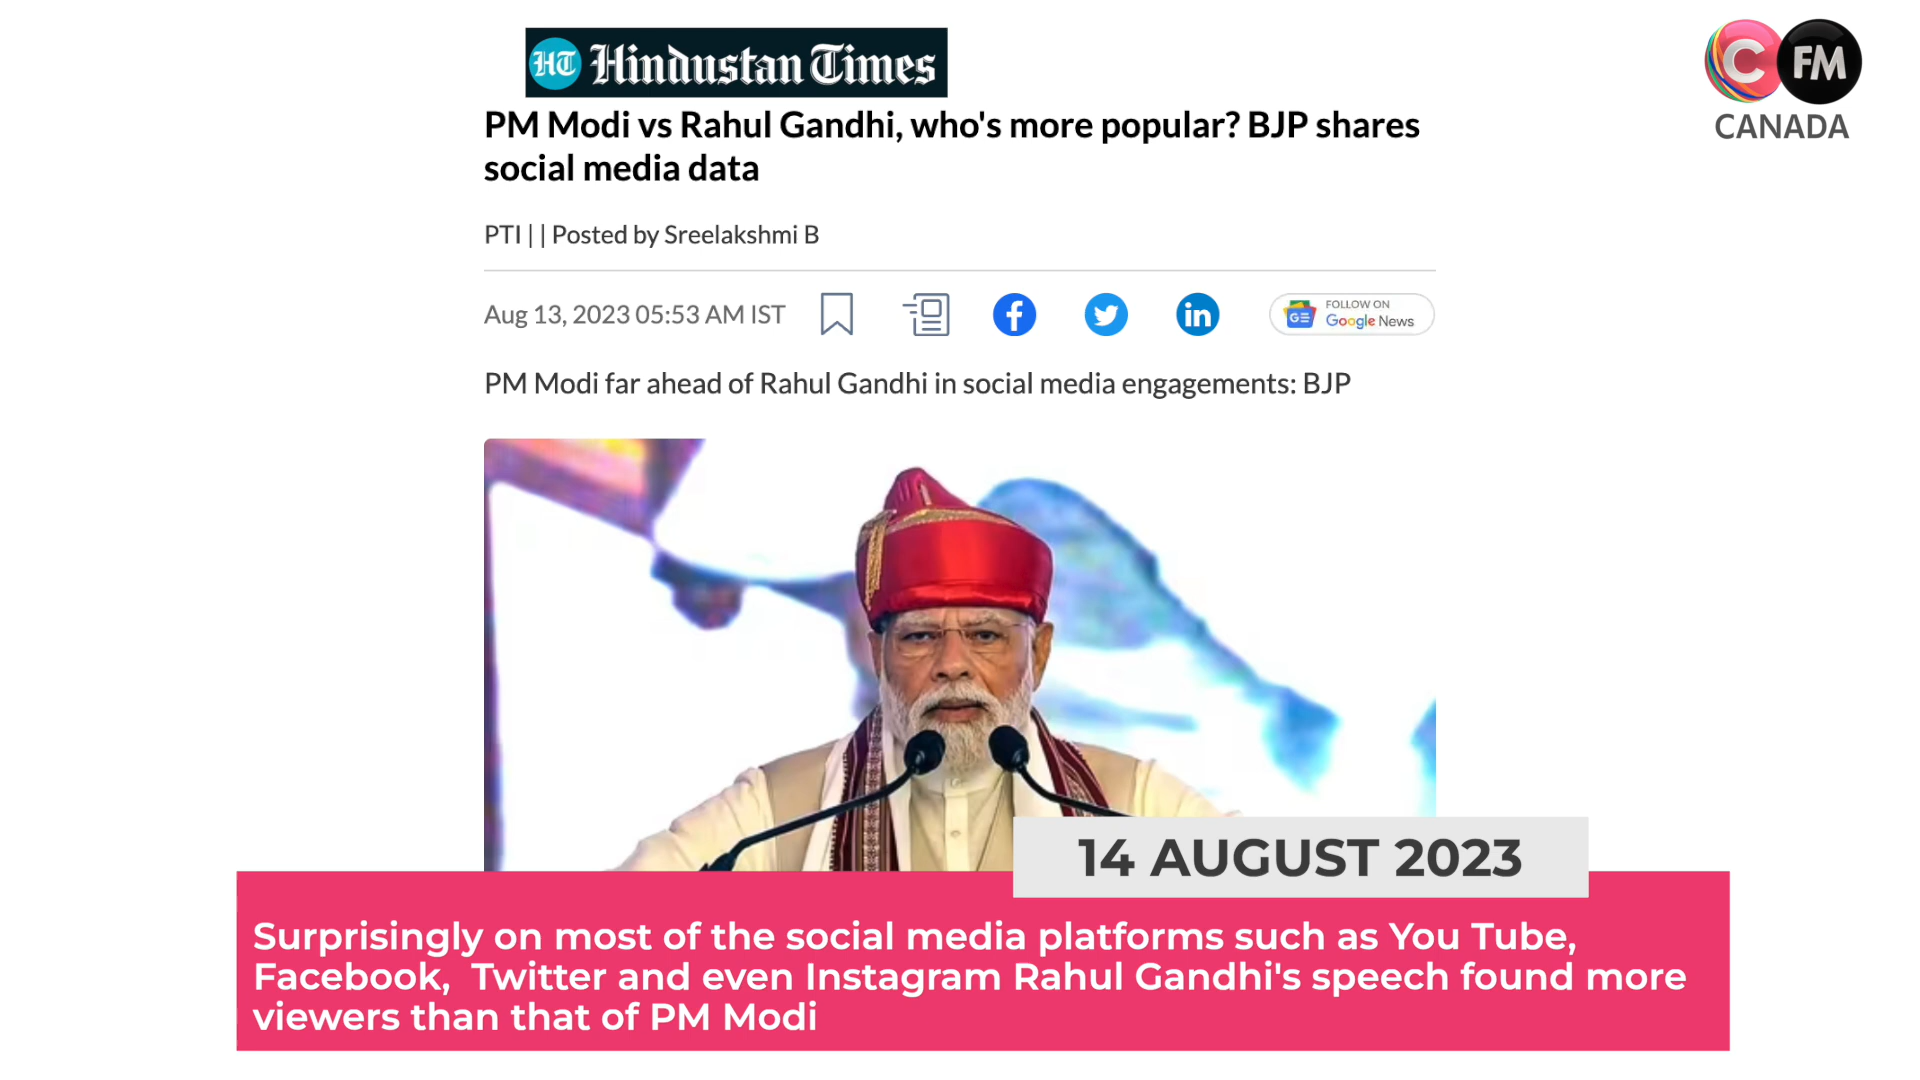 HT Hindustan Times
C FM
CANADA
PM Modi vs Rahul Gandhi, who's more popular? BJP shares
social media data
PTI | | Posted by Sreelakshmi B
Aug 13, 2023 05:53 AM IST
f
in
GE
FOLLOW ON
Google News
PM Modi far ahead of Rahul Gandhi in social media engagements: BJP
14 AUGUST 2023
Surprisingly on most of the social media platforms such as You Tube,
Facebook,  Twitter and even Instagram Rahul Gandhi's speech found more
viewers than that of PM Modi